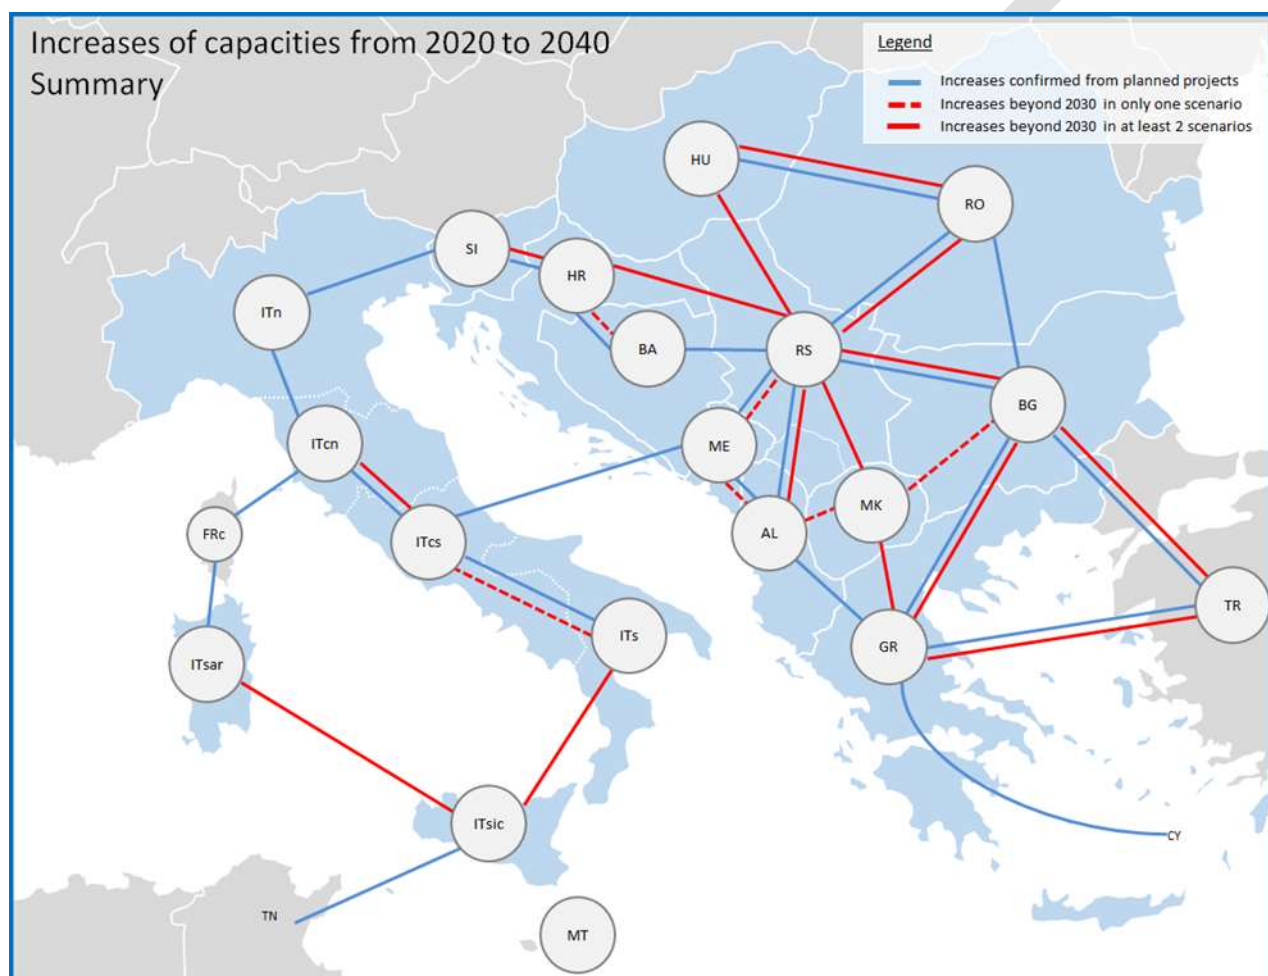 Increases of capacities from 2020 to 2040
Summary
Legend
Increases confirmed from planned projects
Increases beyond 2030 in only one scenario
Increases beyond 2030 in at least 2 scenarios
HU
RO
SI
HR
ITn
BA
RS
BG
ITcn
ME
MK
FRc
ITcs
AL
TR
ITs
GR
ITsar
ITsic
CY
TN
MT